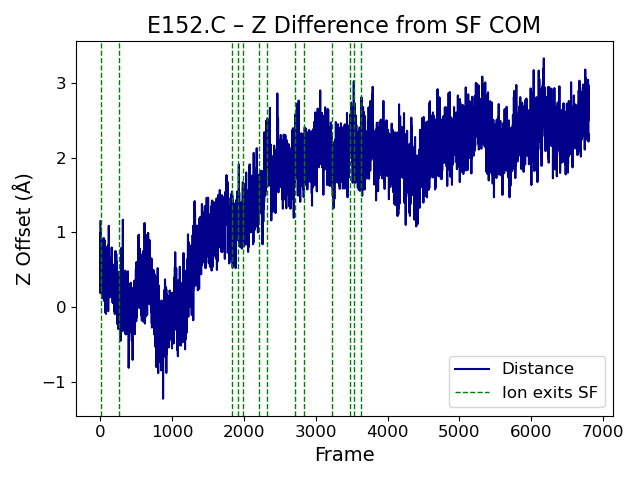 E152.C – Z Difference from SF COM
Z Offset (Å)
3
2
1
0
−1
0 1000 2000 3000 4000 5000 6000 7000
Frame
Distance
Ion exits SF